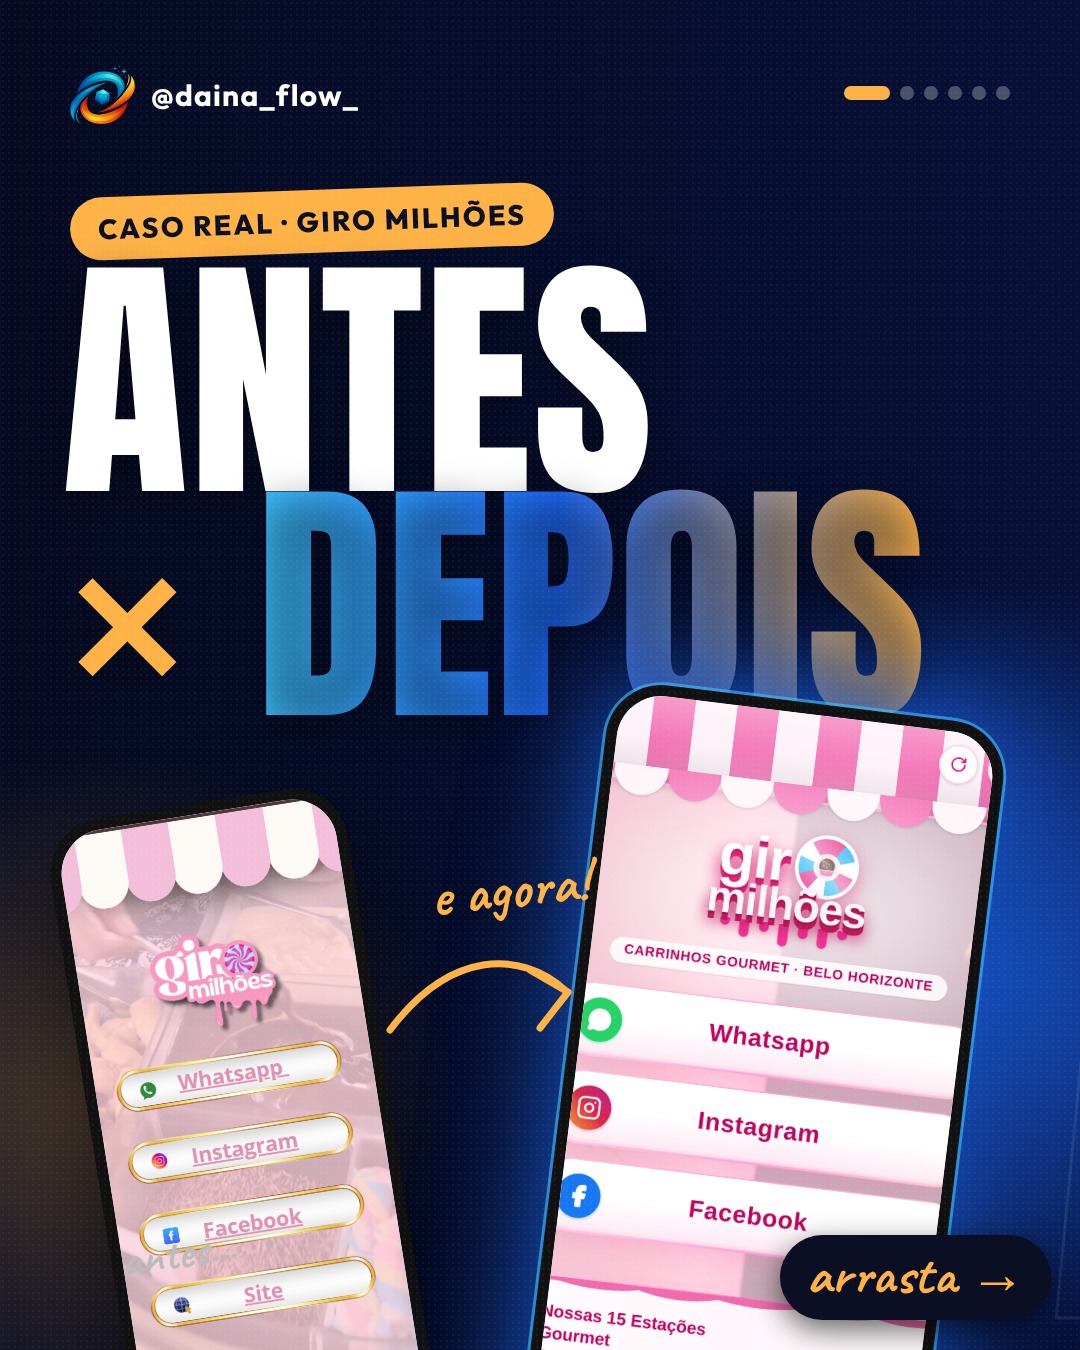 @daina_flow_
CASO REAL · GIRO MILHÕES
ANTES
× DEPOIS
e agora!
giro
milhões
Whatsapp
Instagram
Facebook
antes...
Site
giro
milhões
CARRINHOS GOURMET · BELO HORIZONTE
Whatsapp
Instagram
Facebook
Nossas 15 Estações
Gourmet
arrasta →